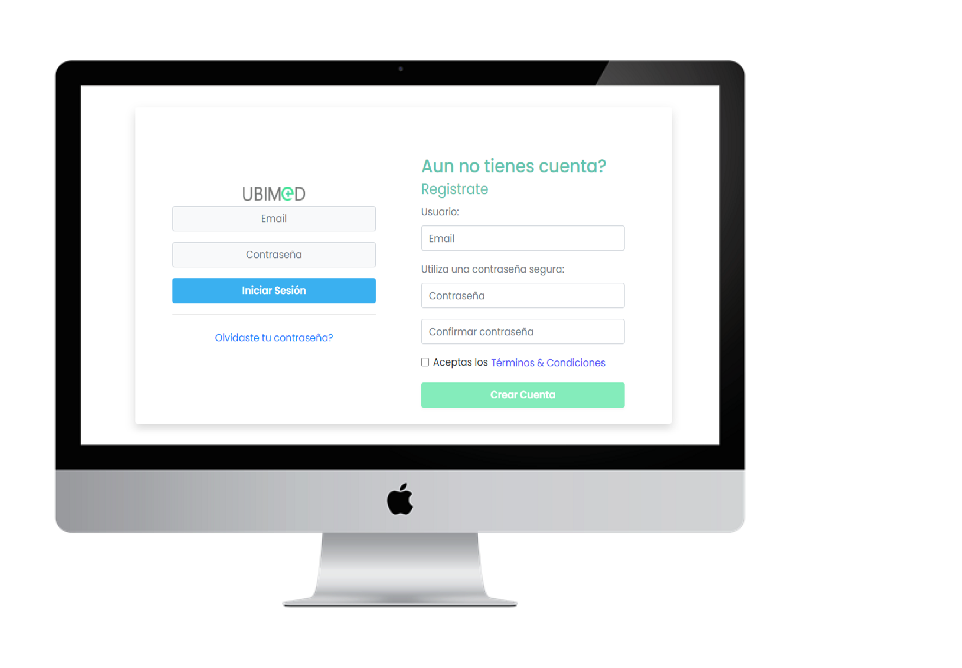 UBIMeD
Email
Contraseña
Iniciar Sesión
Olvidaste tu contraseña?
Aun no tienes cuenta?
Registrate
Usuario:
Email
Utiliza una contraseña segura:
Contraseña
Confirmar contraseña
Aceptas los Términos & Condiciones
Crear Cuenta